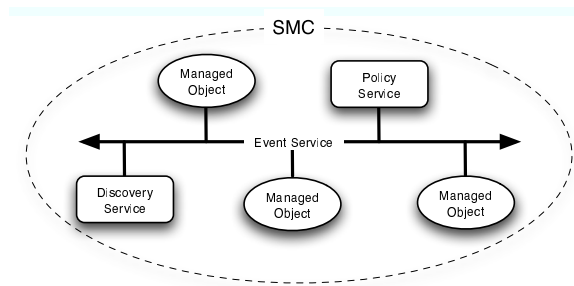 SMC
Managed
Object
Policy
Service
Event Service
Discovery
Service
Managed
Object
Managed
Object